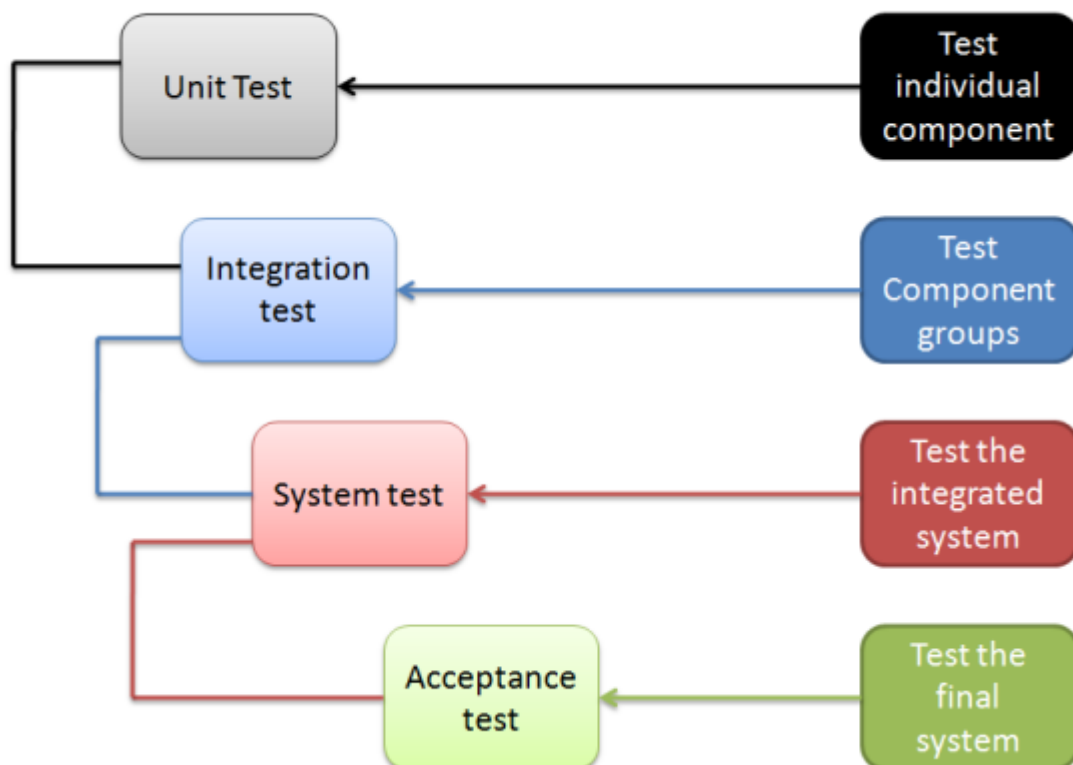 Unit Test
Test
individual
component
Integration
test
Test
Component
groups
System test
Test the
integrated
system
Acceptance
test
Test the
final
system